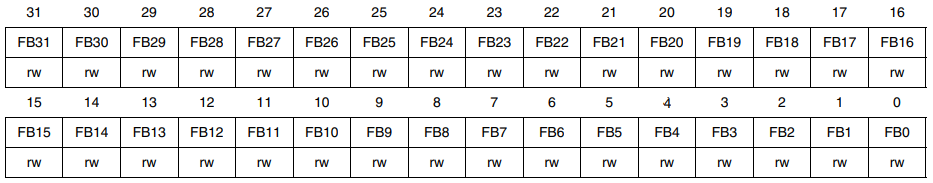 31 30 29 28 27 26 25 24 23 22 21 20 19 18 17 16
FB31 FB30 FB29 FB28 FB27 FB26 FB25 FB24 FB23 FB22 FB21 FB20 FB19 FB18 FB17 FB16
rw rw rw rw rw rw rw rw rw rw rw rw rw rw rw rw
15 14 13 12 11 10 9 8 7 6 5 4 3 2 1 0
FB15 FB14 FB13 FB12 FB11 FB10 FB9 FB8 FB7 FB6 FB5 FB4 FB3 FB2 FB1 FB0
rw rw rw rw rw rw rw rw rw rw rw rw rw rw rw rw